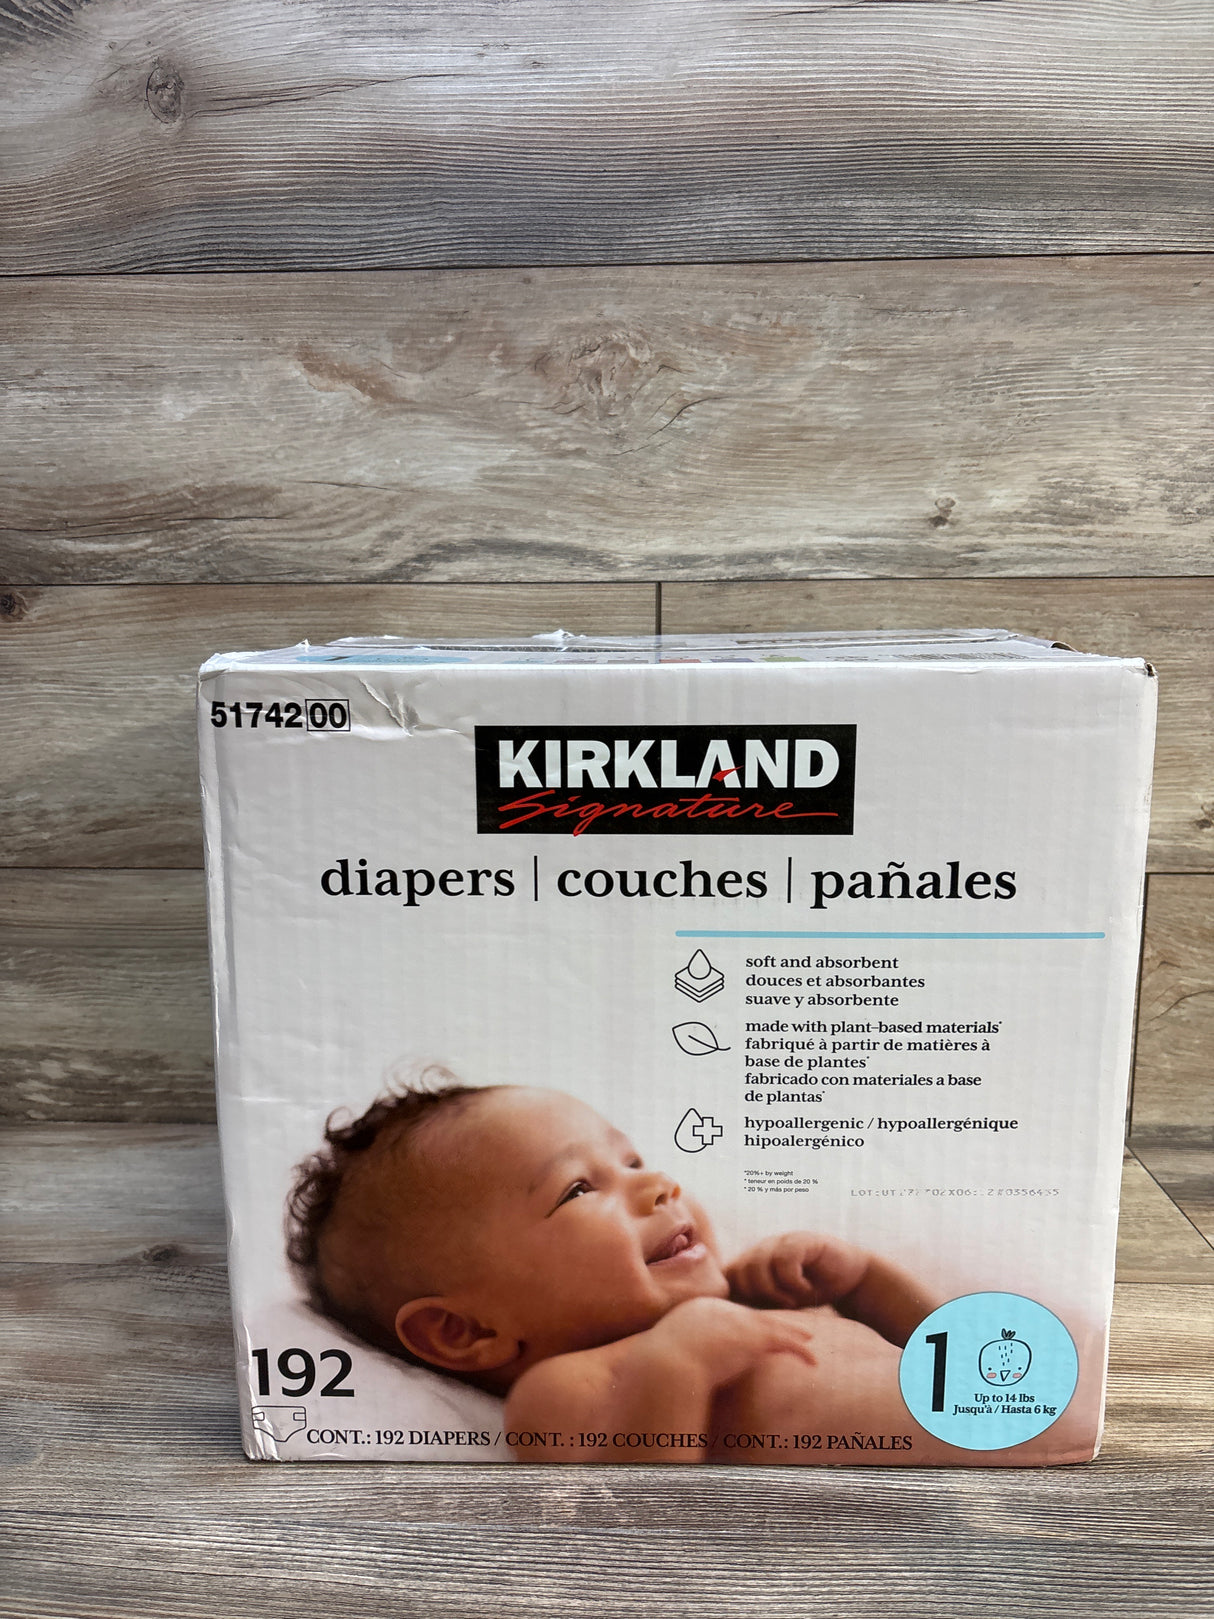 5174200
KIRKLAND
Signature
diapers | couches | pañales
soft and absorbent
douces et absorbantes
suave y absorbente
made with plant-based materials*
fabriqué à partir de matières à
base de plantes*
fabricado con materiales a base
de plantas*
hypoallergenic / hypoallergénique
hipoalergénico
*20%+ by weight
* teneur en poids de 20 %
* 20 % y más por peso
1
Up to 14 lbs
Jusqu'à / Hasta 6 kg
192
CONT.: 192 DIAPERS / CONT. : 192 COUCHES / CONT.: 192 PAÑALES